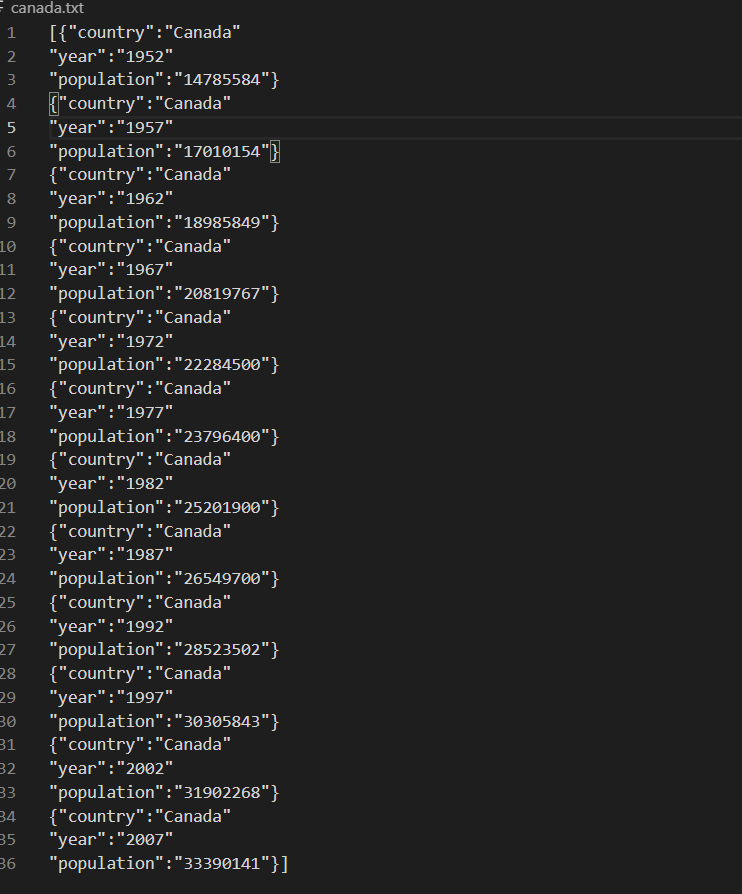 canada.txt
1 [{"country":"Canada"
2 "year":"1952"
3 "population":"14785584"}
4 {"country":"Canada"
5 "year":"1957"
6 "population":"17010154"}
7 {"country":"Canada"
8 "year":"1962"
9 "population":"18985849"}
10 {"country":"Canada"
11 "year":"1967"
12 "population":"20819767"}
13 {"country":"Canada"
14 "year":"1972"
15 "population":"22284500"}
16 {"country":"Canada"
17 "year":"1977"
18 "population":"23796400"}
19 {"country":"Canada"
20 "year":"1982"
21 "population":"25201900"}
22 {"country":"Canada"
23 "year":"1987"
24 "population":"26549700"}
25 {"country":"Canada"
26 "year":"1992"
27 "population":"28523502"}
28 {"country":"Canada"
29 "year":"1997"
30 "population":"30305843"}
31 {"country":"Canada"
32 "year":"2002"
33 "population":"31902268"}
34 {"country":"Canada"
35 "year":"2007"
36 "population":"33390141"}]